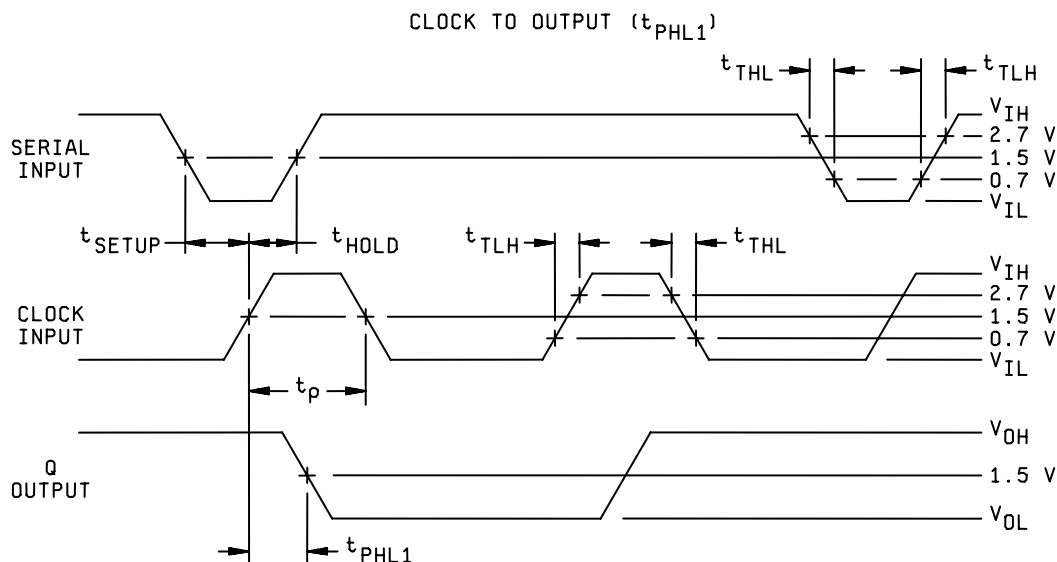 CLOCK TO OUTPUT (tPHL1)
tTHL
tTLH
SERIAL
INPUT
VIH
2.7 V
1.5 V
0.7 V
VIL
tSETUP
tHOLD
tTLH
tTHL
CLOCK
INPUT
VIH
2.7 V
1.5 V
0.7 V
VIL
tp
Q
OUTPUT
VOH
1.5 V
VOL
tPHL1